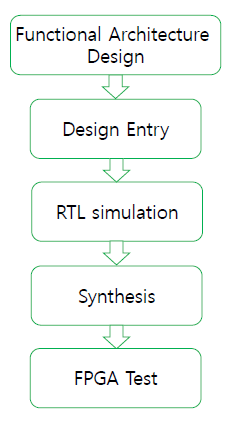 Functional Architecture
Design
Design Entry
RTL simulation
Synthesis
FPGA Test